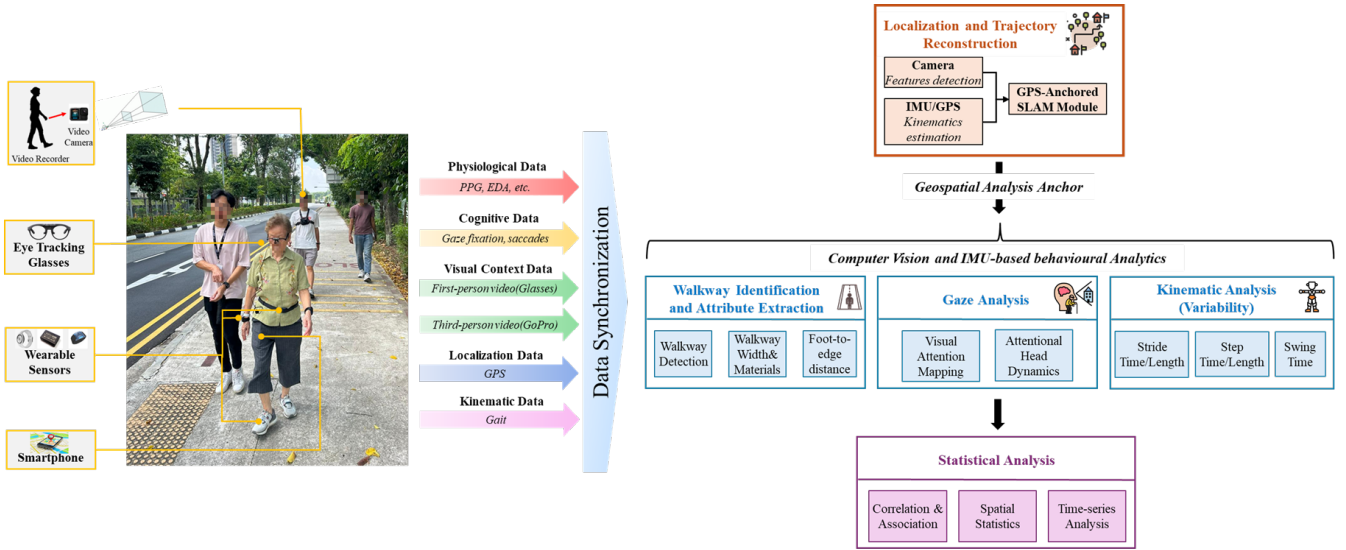 Video
Camera
Video Recorder
Eye Tracking
Glasses
Wearable
Sensors
Smartphone
Physiological Data
PPG, EDA, etc.
Cognitive Data
Gaze fixation, saccades
Visual Context Data
First-person video(Glasses)
Third-person video(GoPro)
Localization Data
GPS
Kinematic Data
Gait
Data Synchronization
Localization and Trajectory
Reconstruction
Camera
Features detection
IMU/GPS
Kinematics
estimation
GPS-Anchored
SLAM Module
Geospatial Analysis Anchor
Computer Vision and IMU-based behavioural Analytics
Walkway Identification
and Attribute Extraction
Walkway
Detection
Walkway
Width&
Materials
Foot-to-
edge
distance
Gaze Analysis
Visual
Attention
Mapping
Attentional
Head
Dynamics
Kinematic Analysis
(Variability)
Stride
Time/Length
Step
Time/Length
Swing
Time
Statistical Analysis
Correlation &
Association
Spatial
Statistics
Time-series
Analysis